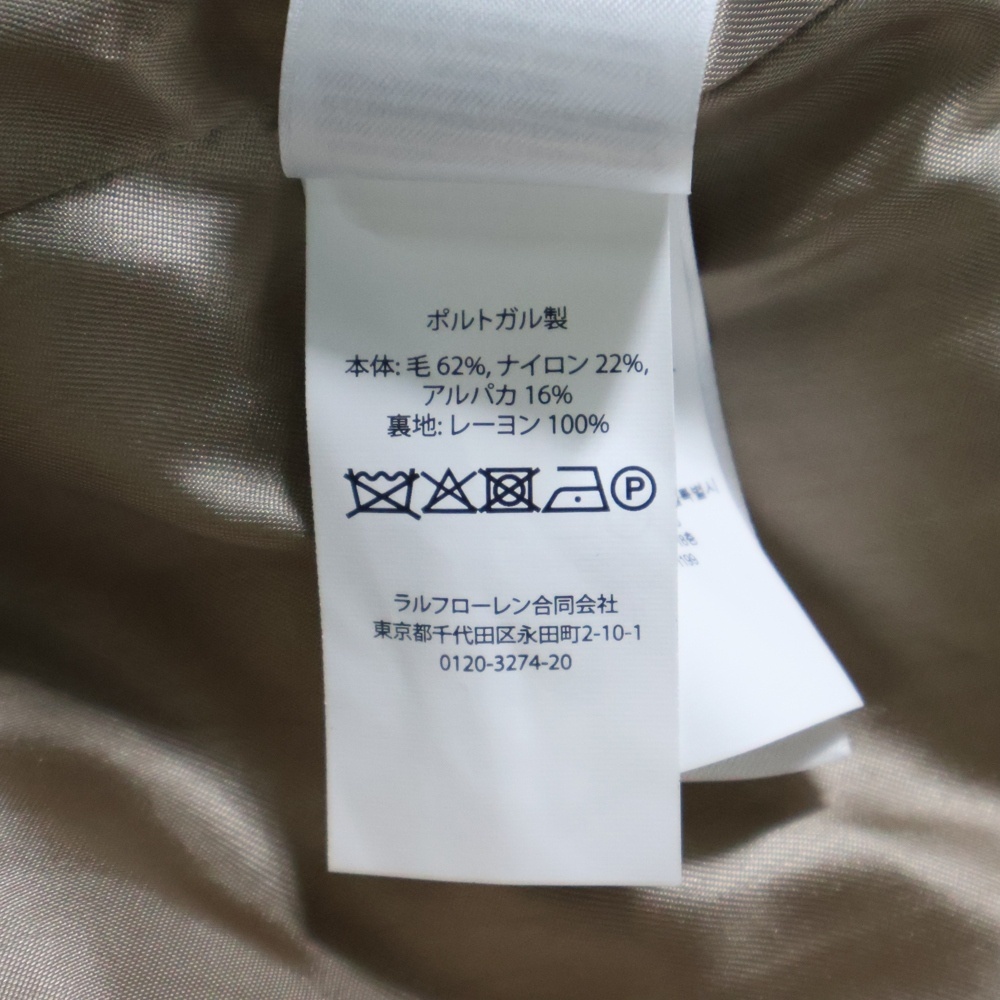 ポルトガル製
本体: 毛 62%, ナイロン 22%,
アルパカ 16%
裏地: レーヨン 100%
P
ラルフローレン合同会社
東京都千代田区永田町2-10-1
0120-3274-20